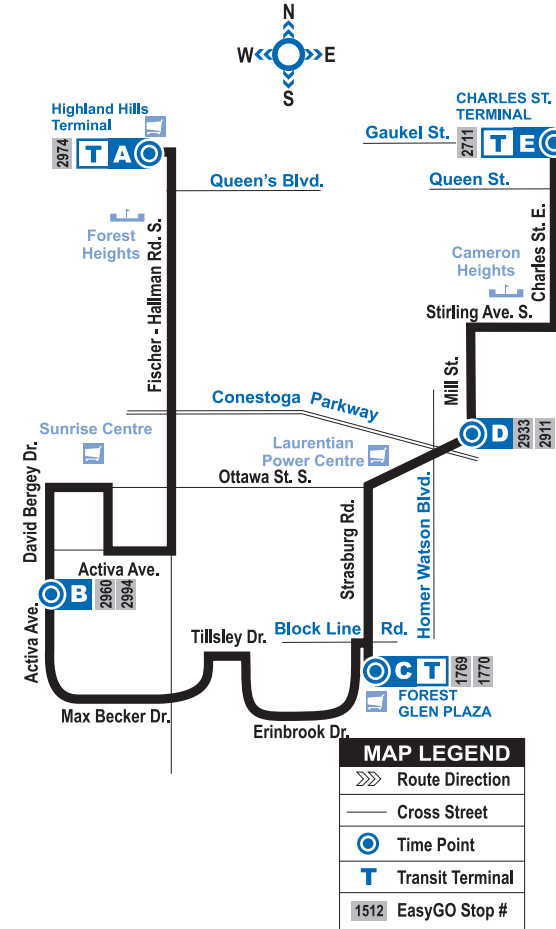 N
W
E
S
Highland Hills
Terminal
2974
T A
CHARLES ST.
TERMINAL
Gaukel St.
2711
T E
Queen's Blvd.
Queen St.
Forest
Heights
Fischer - Hallman Rd. S.
Charles St. E.
Cameron
Heights
Stirling Ave. S.
Mill St.
Conestoga Parkway
Sunrise Centre
Laurentian
Power Centre
D
2933
2911
Ottawa St. S.
David Bergey Dr.
Strasburg Rd.
Homer Watson Blvd.
Activa Ave.
B
2960
2994
Activa Ave.
Tillsley Dr.
Block Line Rd.
C T
1769
1770
FOREST
GLEN PLAZA
Max Becker Dr.
Erinbrook Dr.
MAP LEGEND
Route Direction
Cross Street
Time Point
T Transit Terminal
1512 EasyGO Stop #